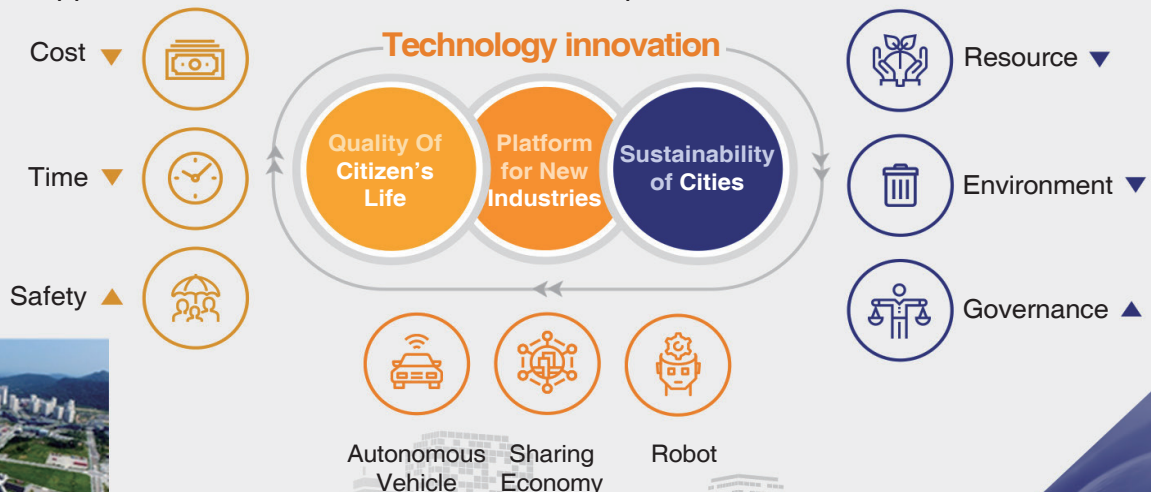 Technology innovation
Cost ▼
Time ▼
Safety ▲
Quality Of
Citizen's
Life
Platform
for New
Industries
Sustainability
of Cities
Resource ▼
Environment ▼
Governance ▲
Autonomous
Vehicle
Sharing
Economy
Robot